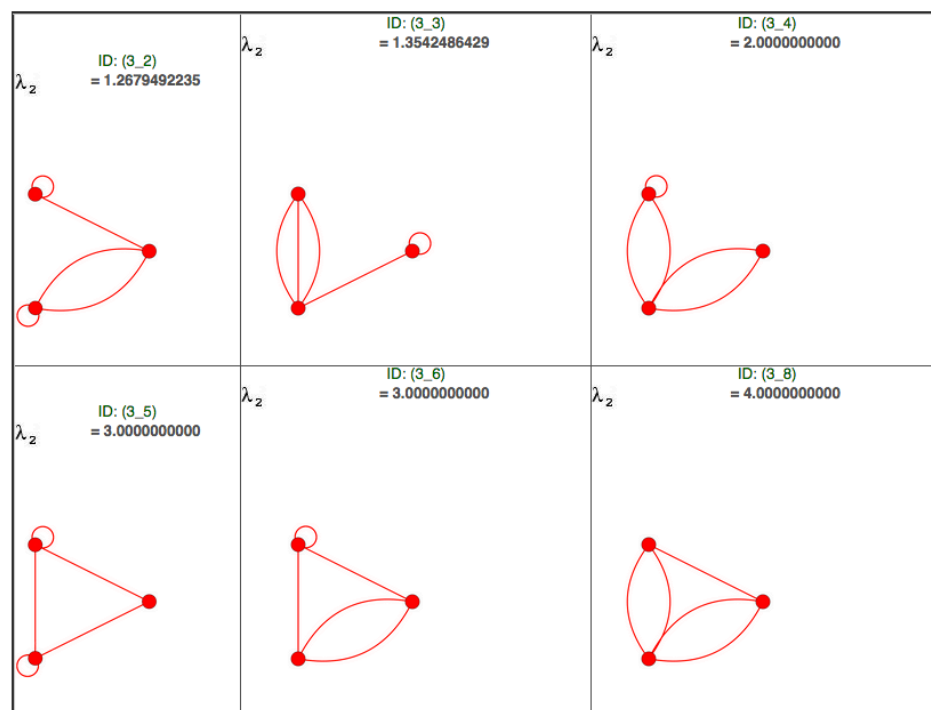 ID: (3_2)
λ2 = 1.2679492235
ID: (3_3)
λ2 = 1.3542486429
ID: (3_4)
λ2 = 2.0000000000
ID: (3_5)
λ2 = 3.0000000000
ID: (3_6)
λ2 = 3.0000000000
ID: (3_8)
λ2 = 4.0000000000